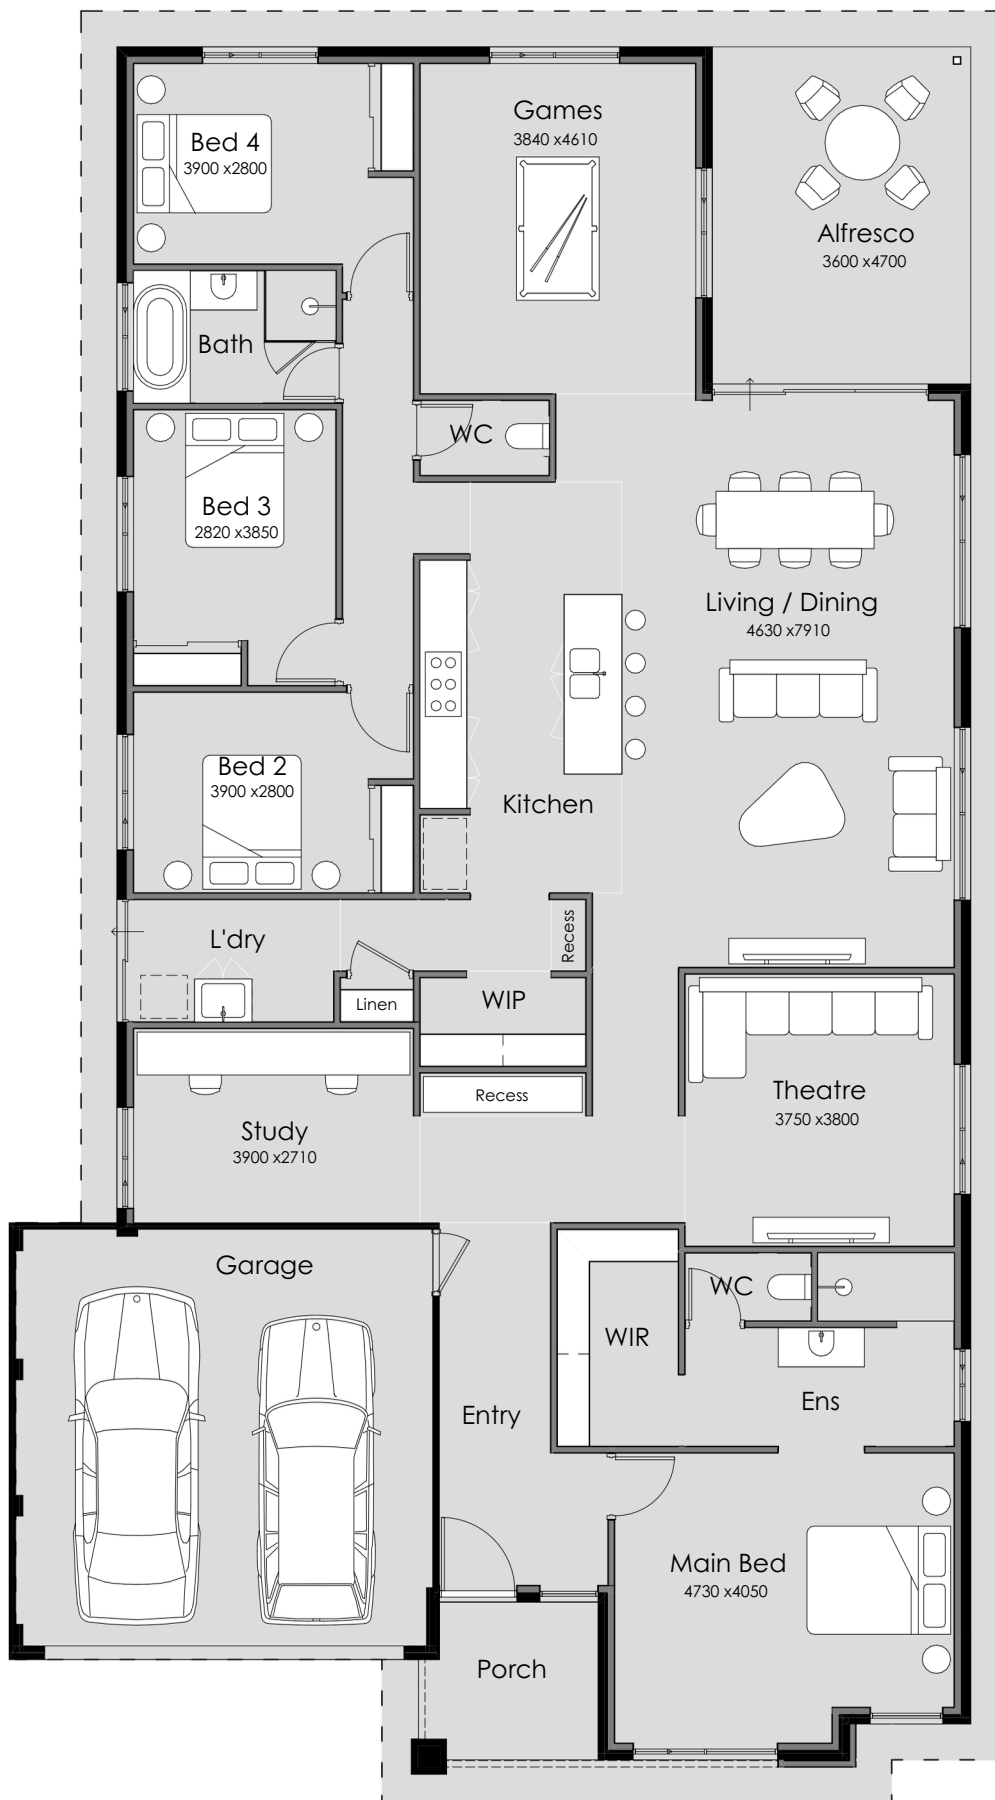 Games
3840 x4610
Bed 4
3900 x2800
Alfresco
3600 x4700
Bath
WC
Bed 3
2820 x3850
Living / Dining
4630 x7910
Bed 2
3900 x2800
Kitchen
L'dry
Recess
Linen
WIP
Recess
Theatre
3750 x3800
Study
3900 x2710
Garage
WC
WIR
Ens
Entry
Main Bed
4730 x4050
Porch